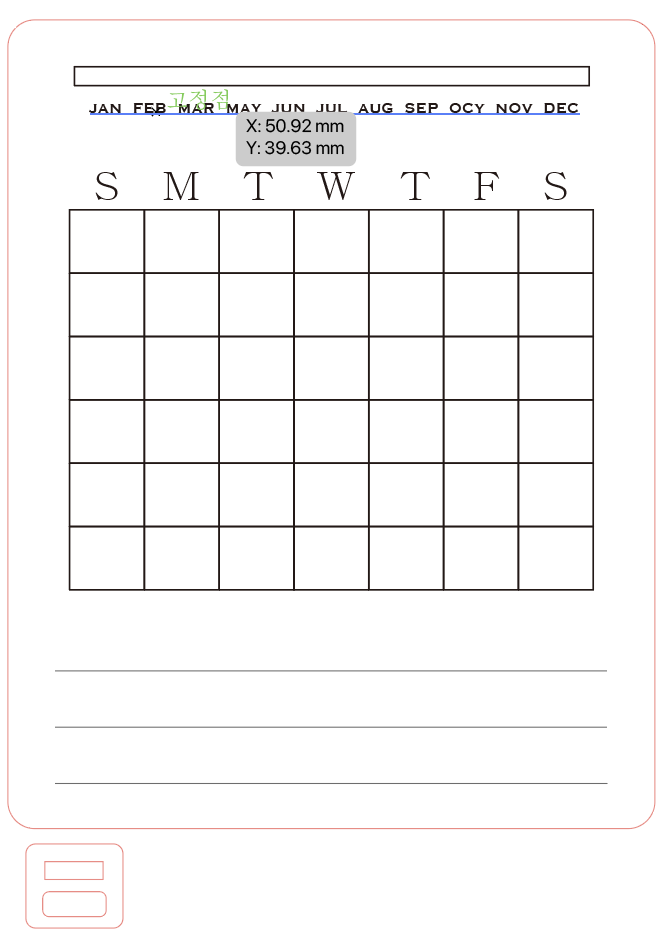 고정점
JAN FEB MAR MAY JUN JUL AUG SEP OCY NOV DEC
X: 50.92 mm
Y: 39.63 mm
S M T W T F S